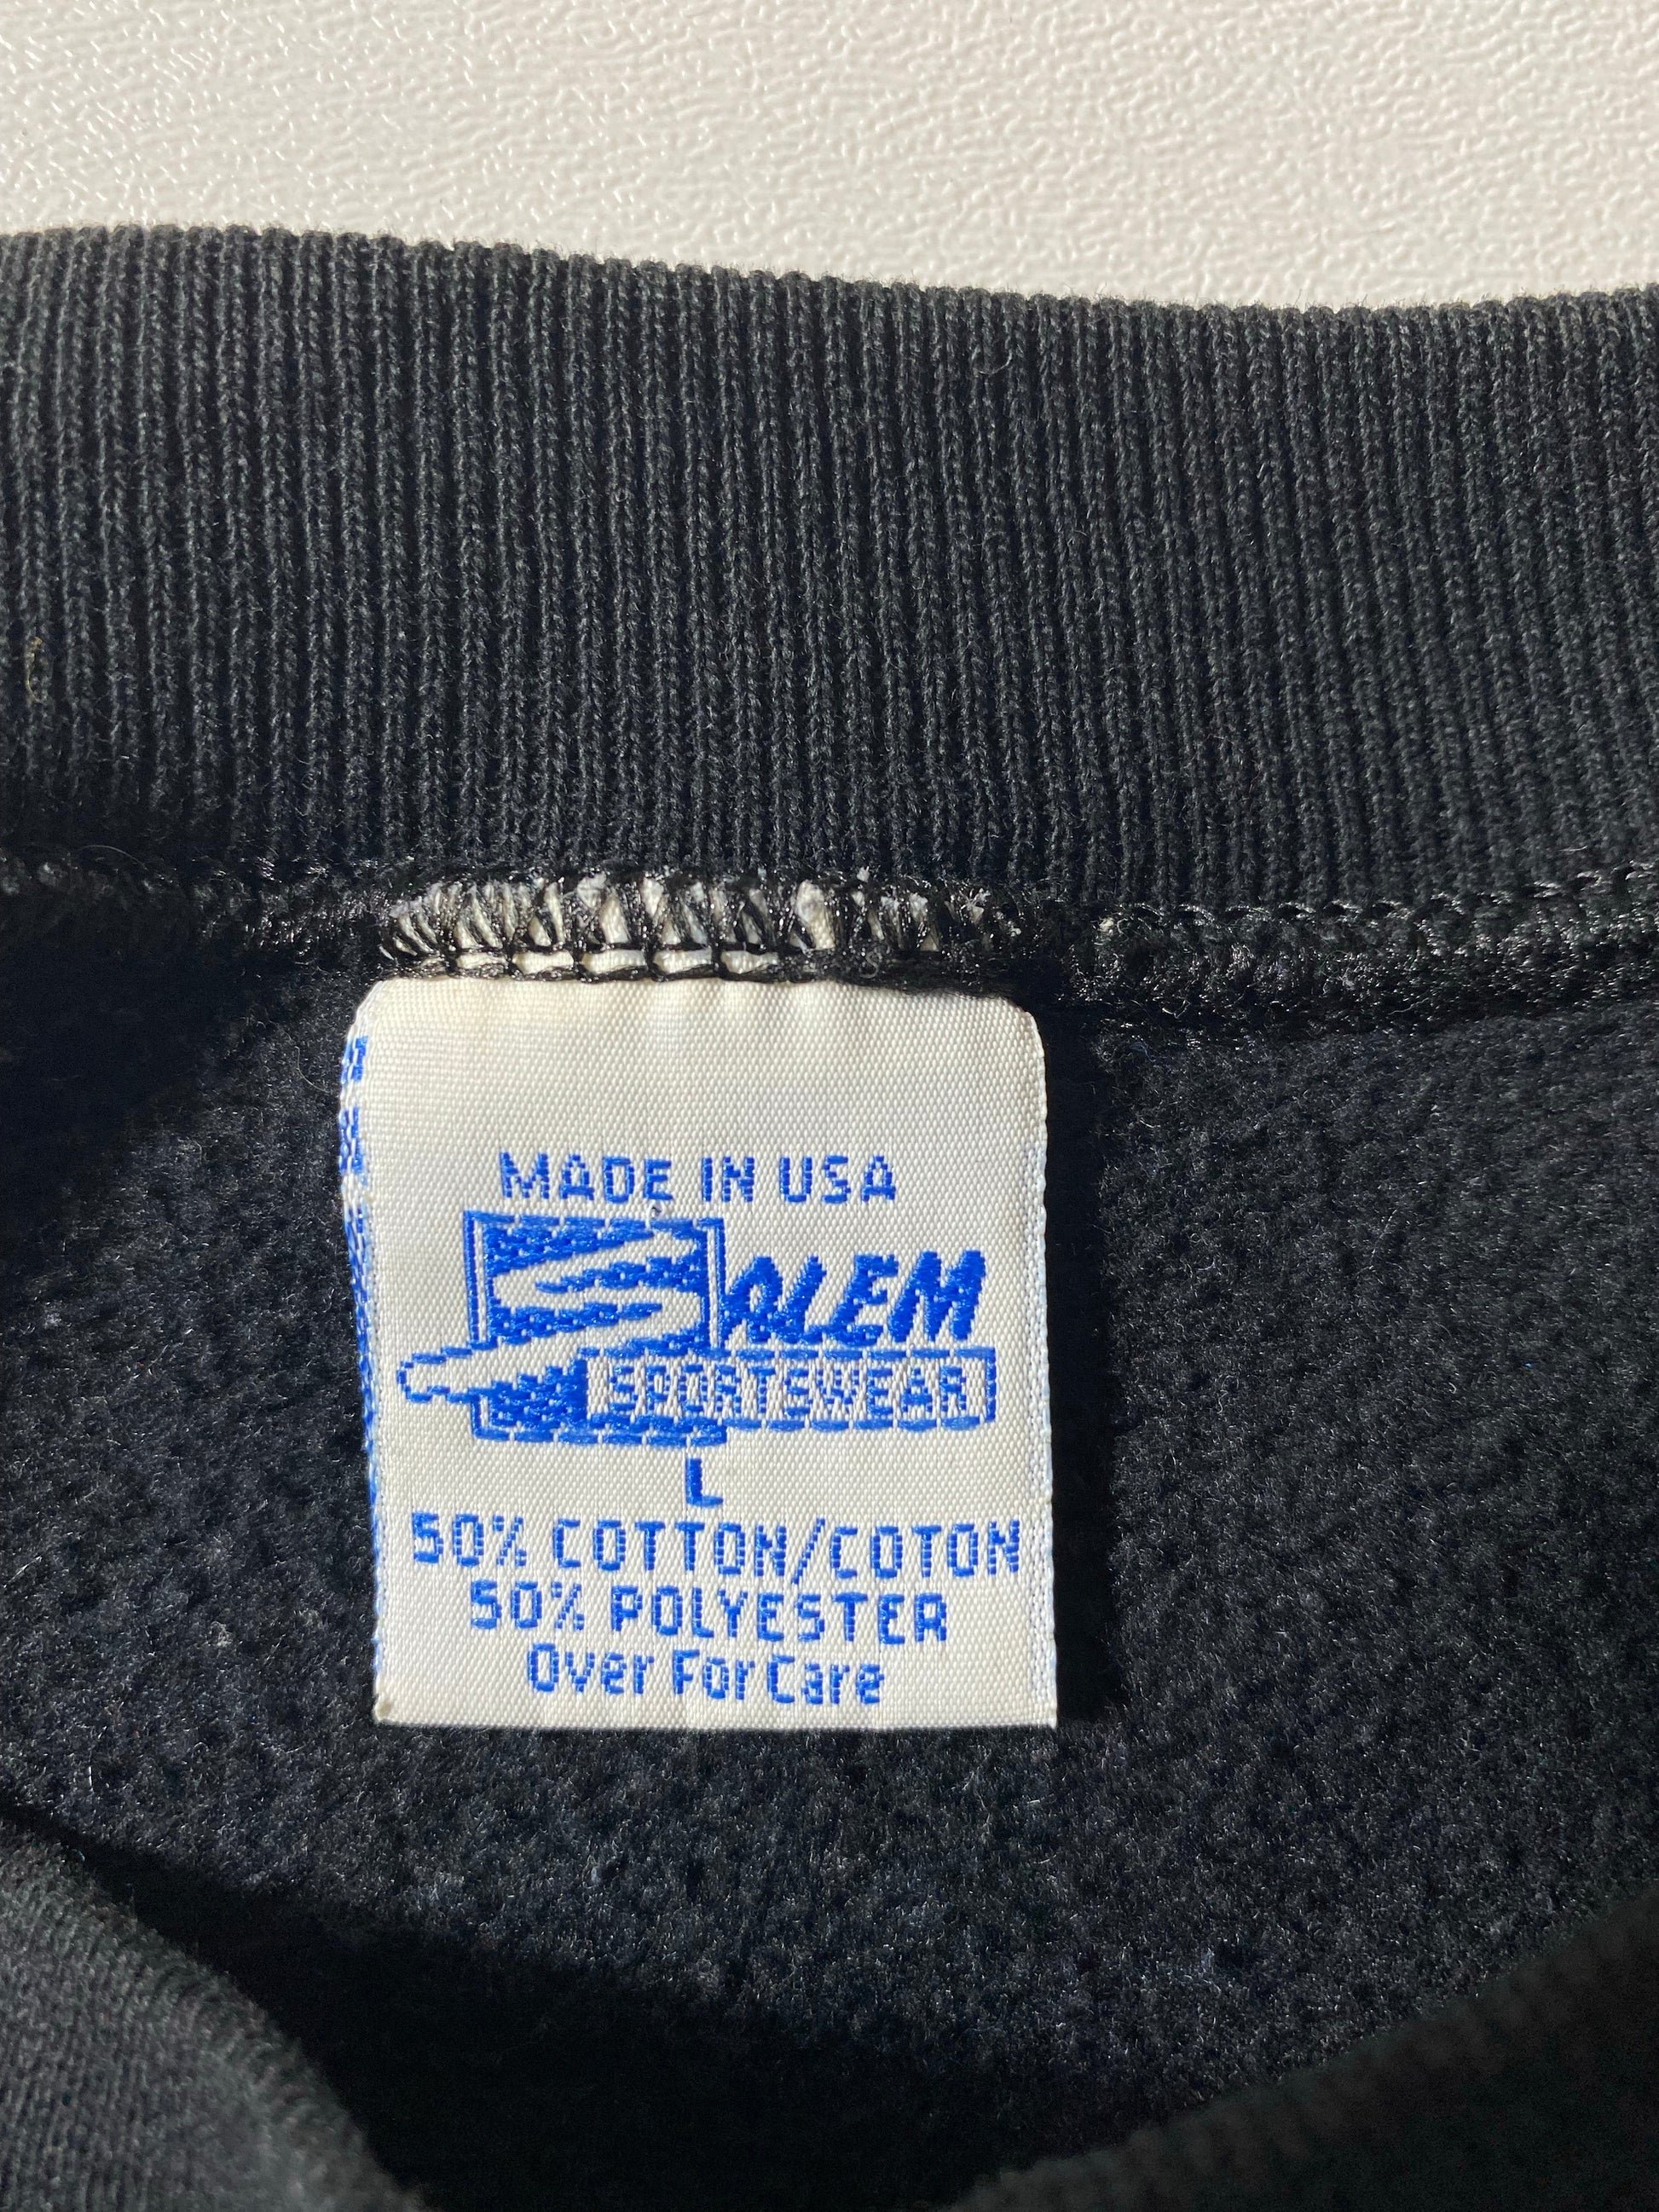 MADE IN USA
SALEM
SPORTSWEAR
L
50% COTTON/COTON
50% POLYESTER
Over For Care